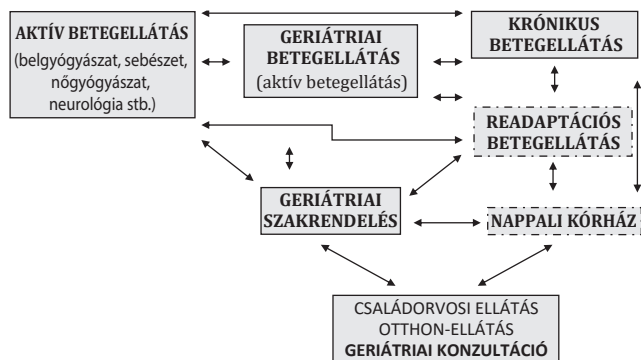 AKTÍV BETEGELLÁTÁS
(belgyógyászat, sebészet,
nőgyógyászat,
neurológia stb.)
GERIÁTRIAI
BETEGELLÁTÁS
(aktív betegellátás)
KRÓNIKUS
BETEGELLÁTÁS
READAPTÁCIÓS
BETEGELLÁTÁS
GERIÁTRIAI
SZAKRENDELÉS
NAPPALI KÓRHÁZ
CSALÁDORVOSI ELLÁTÁS
OTTHON-ELLÁTÁS
GERIÁTRIAI KONZULTÁCIÓ